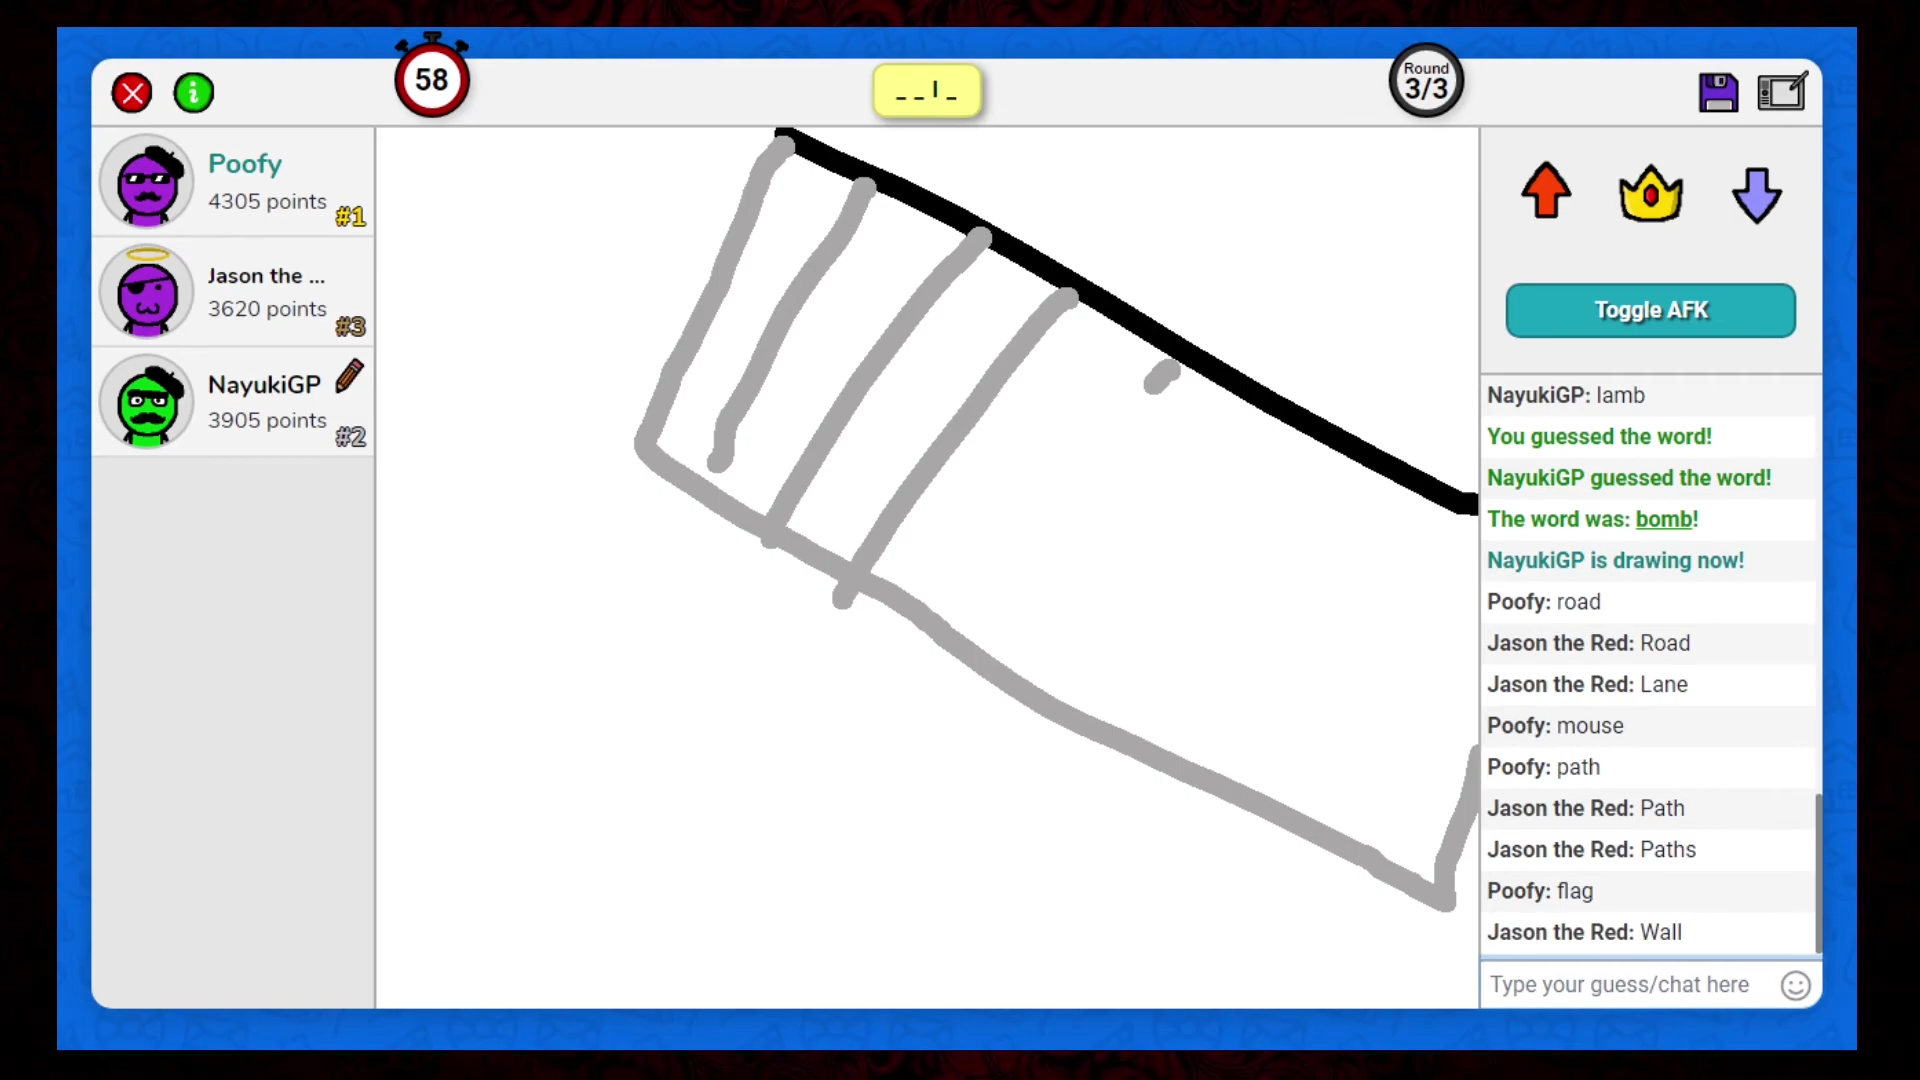 58
_ _ l _
Round
3/3
Poofy
4305 points
#1
Jason the ...
3620 points
#3
NayukiGP
3905 points
#2
Toggle AFK
NayukiGP: lamb
You guessed the word!
NayukiGP guessed the word!
The word was: bomb!
NayukiGP is drawing now!
Poofy: road
Jason the Red: Road
Jason the Red: Lane
Poofy: mouse
Poofy: path
Jason the Red: Path
Jason the Red: Paths
Poofy: flag
Jason the Red: Wall
Type your guess/chat here